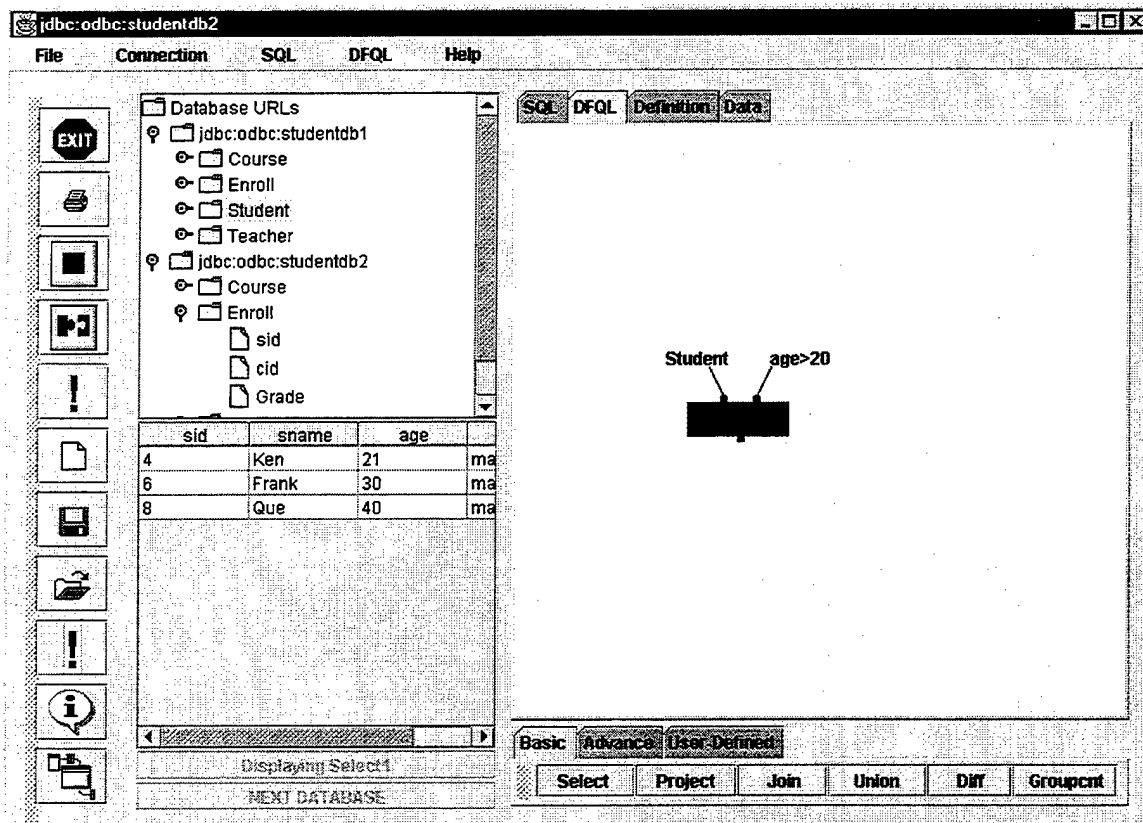 jdbc:odbc:studentdb2
File Connection SQL DFQL Help
EXIT
Database URLs
jdbc:odbc:studentdb1
Course
Enroll
Student
Teacher
jdbc:odbc:studentdb2
Course
Enroll
sid
cid
Grade
sid sname age
4 Ken 21 ma
6 Frank 30 ma
8 Que 40 ma
Displaying Select1
NEXT DATABASE
SQL DFQL Definition Data
Student age>20
Basic Advance User Defined
Select Project Join Union Diff Groupcnt